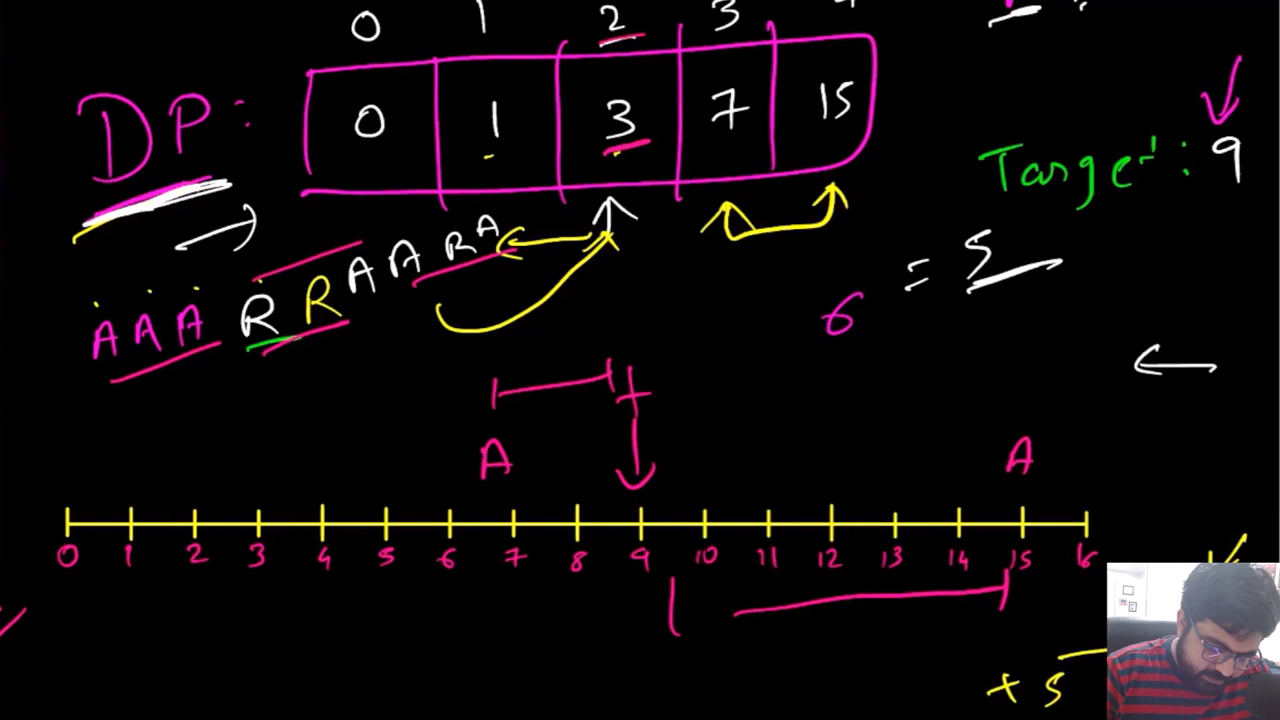 0 1 2 3
DP: 0 1 3 7 15
Target: 9
A A A R R A A R A
= 5
6
A A
0 1 2 3 4 5 6 7 8 9 10 11 12 13 14 15 16
+ 5